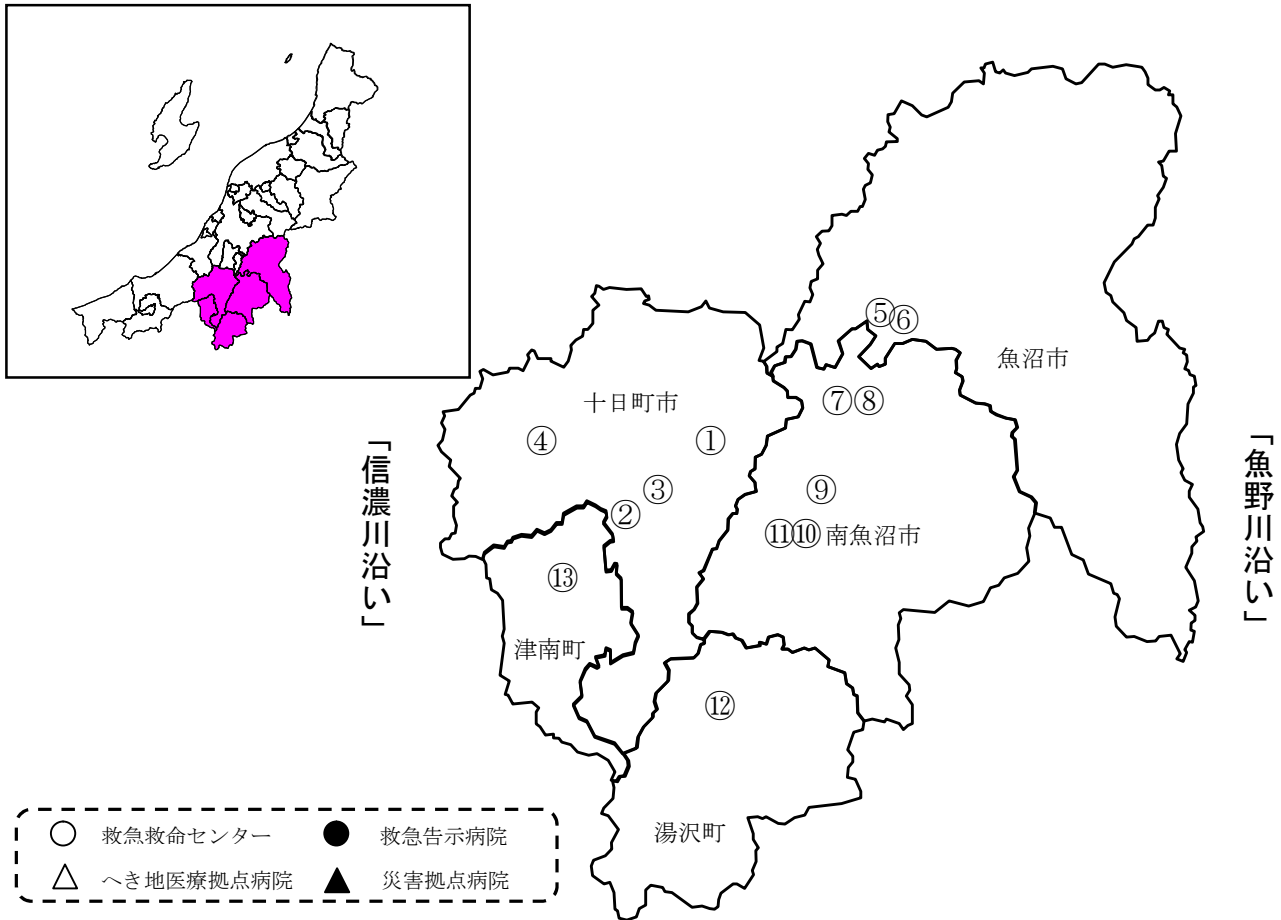 ⑤⑥
魚沼市
十日町市
⑦⑧
④
①
③
⑨
②
⑪⑩南魚沼市
⑬
津南町
⑫
湯沢町
「信濃川沿い」
「魚野川沿い」
○ 救急救命センター ● 救急告示病院
△ へき地医療拠点病院 ▲ 災害拠点病院